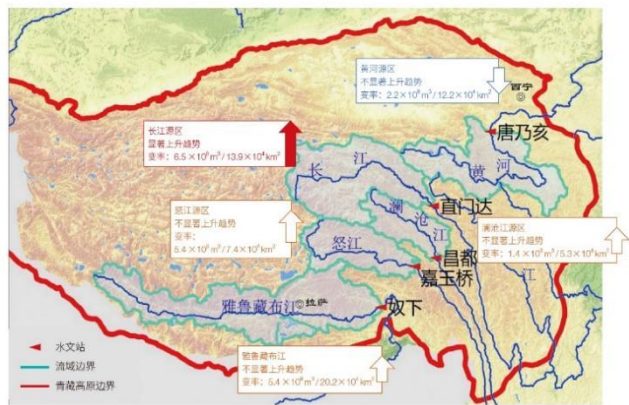 黄河源区
不显著上升趋势
变率：2.2×10⁸m³/12.2×10⁴km²
西宁
唐乃亥
长江源区
显著上升趋势
变率：6.5×10⁸m³/13.9×10⁴km²
长江
黄河
澜沧江
直门达
怒江源区
不显著上升趋势
变率：
5.4×10⁸m³/7.4×10⁴km²
怒江
澜沧江源区
不显著上升趋势
变率：1.4×10⁸m³/5.3×10⁴km²
江
昌都
嘉玉桥
雅鲁藏布江
拉萨
奴下
雅鲁藏布江
不显著上升趋势
变率：5.4×10⁸m³/20.2×10⁴km²
水文站
流域边界
青藏高原边界